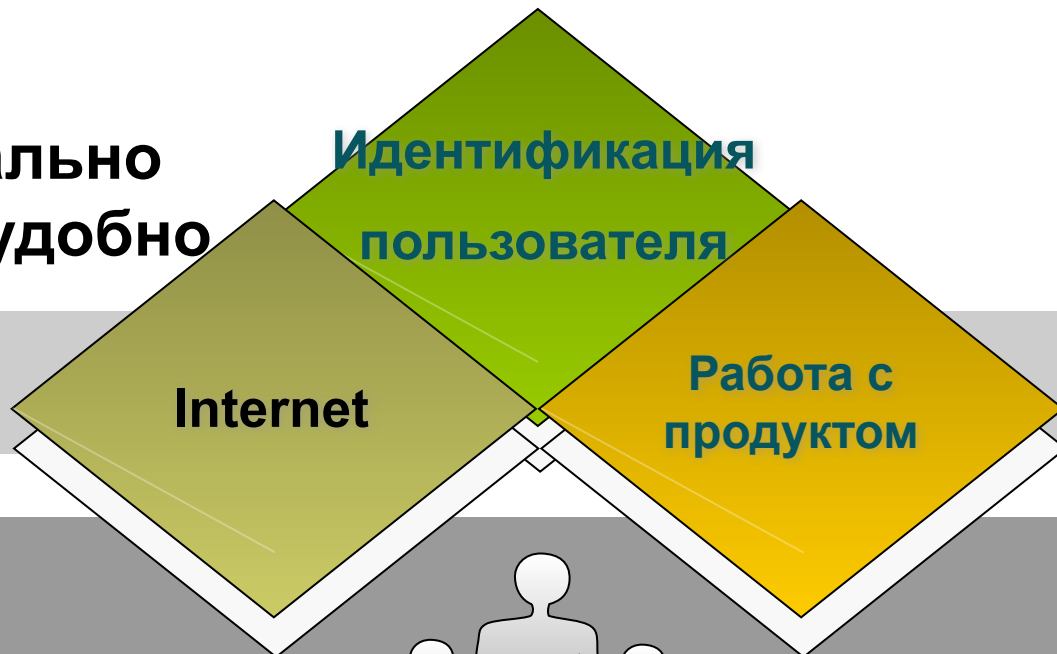 ально
удобно
Идентификация
пользователя
Internet
Работа с
продуктом